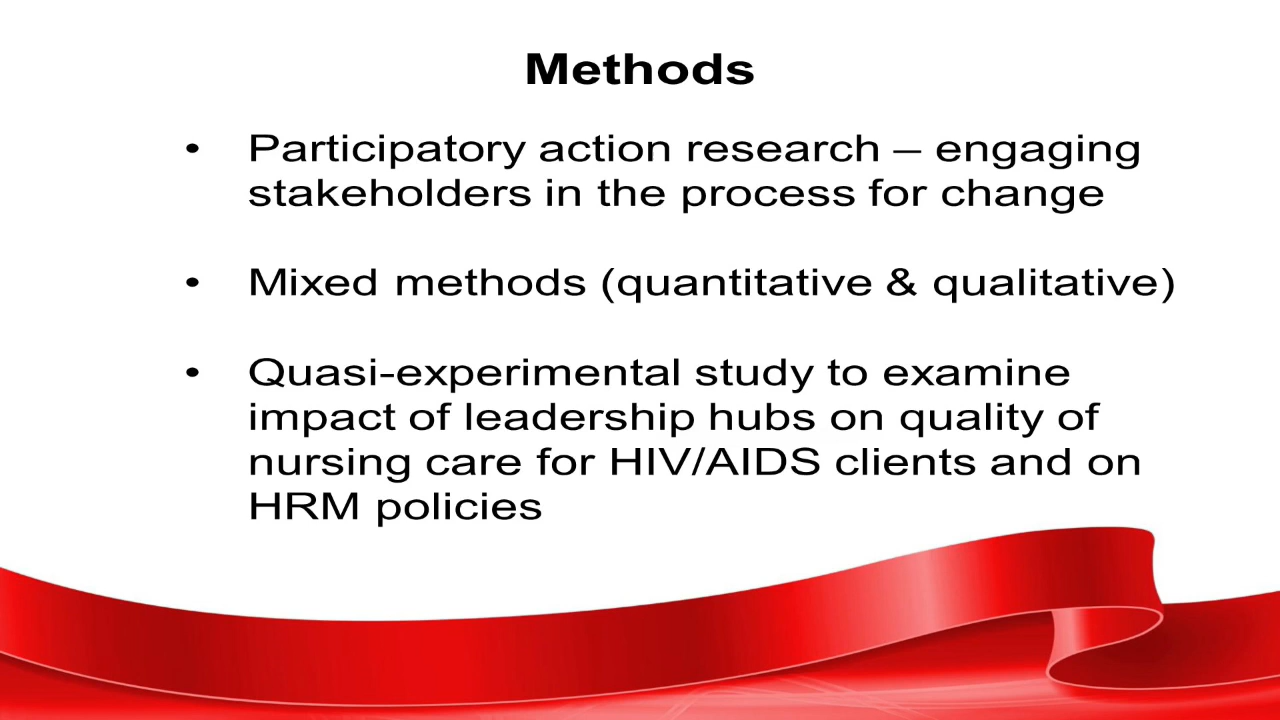 Methods
• Participatory action research – engaging
stakeholders in the process for change
• Mixed methods (quantitative & qualitative)
• Quasi-experimental study to examine
impact of leadership hubs on quality of
nursing care for HIV/AIDS clients and on
HRM policies